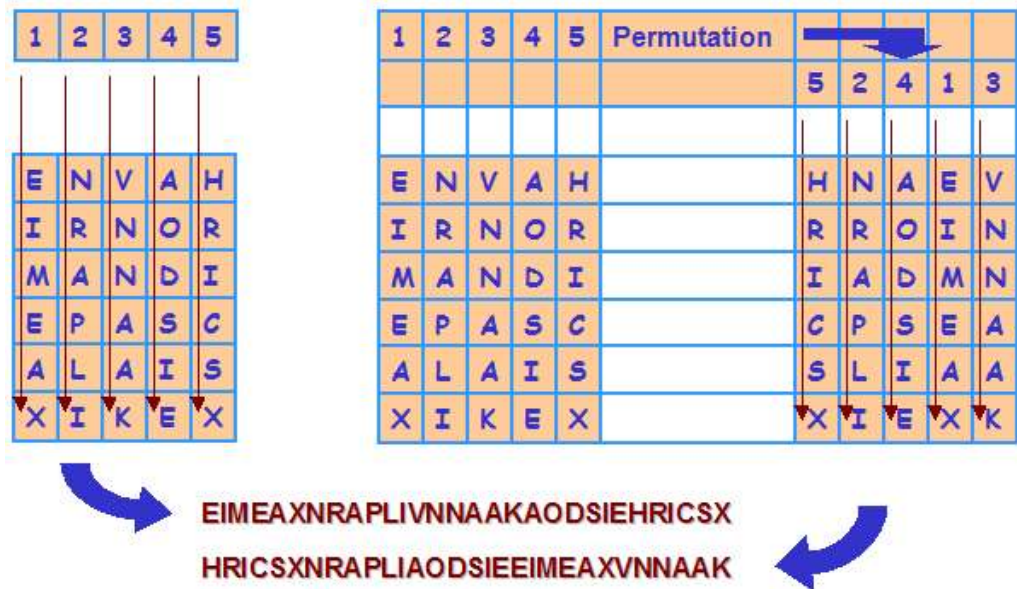 1 2 3 4 5
E N V A H
I R N O R
M A N D I
E P A S C
A L A I S
X I K E X
1 2 3 4 5 Permutation
5 2 4 1 3
E N V A H H N A E V
I R N O R R R O I N
M A N D I I A D M N
E P A S C C P S E A
A L A I S S L I A A
X I K E X X I E X K
EIMEAXNRAPLIVNNAAKAODSIEHRICSX
HRICSXNRAPLIAODSIEEIMEAXVNNAAK